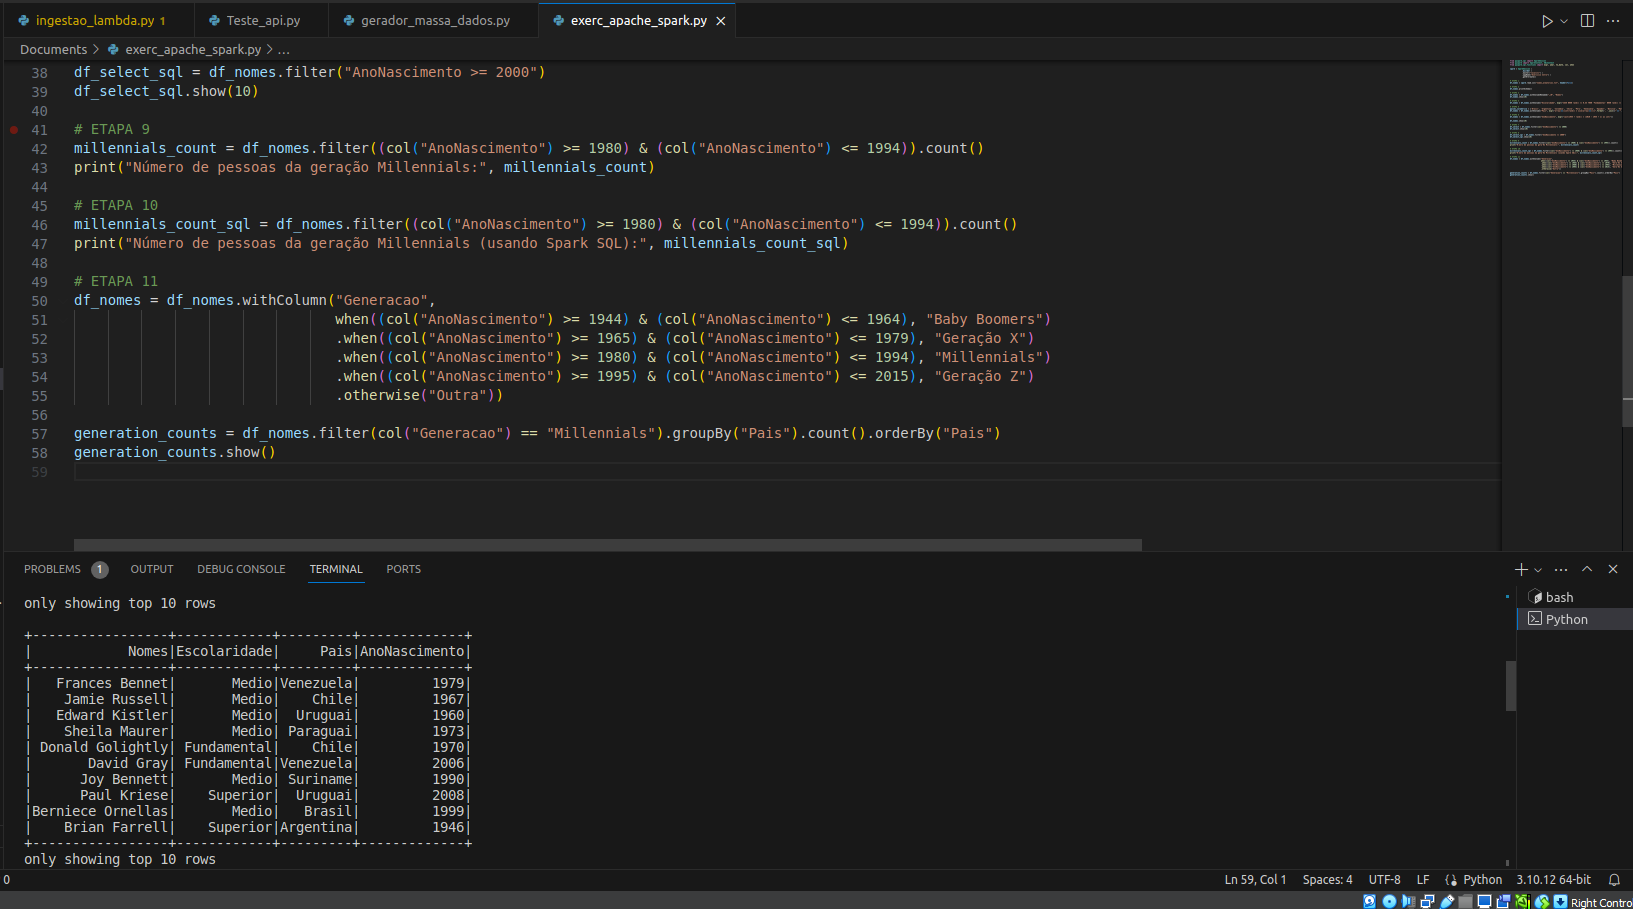 ingestao_lambda.py 1
Teste_api.py
gerador_massa_dados.py
exerc_apache_spark.py
Documents > exerc_apache_spark.py > ...
38 df_select_sql = df_nomes.filter("AnoNascimento >= 2000")
39 df_select_sql.show(10)
40
41 # ETAPA 9
42 millennials_count = df_nomes.filter((col("AnoNascimento") >= 1980) & (col("AnoNascimento") <= 1994)).count()
43 print("Número de pessoas da geração Millennials:", millennials_count)
44
45 # ETAPA 10
46 millennials_count_sql = df_nomes.filter((col("AnoNascimento") >= 1980) & (col("AnoNascimento") <= 1994)).count()
47 print("Número de pessoas da geração Millennials (usando Spark SQL):", millennials_count_sql)
48
49 # ETAPA 11
50 df_nomes = df_nomes.withColumn("Generacao",
51 when((col("AnoNascimento") >= 1944) & (col("AnoNascimento") <= 1964), "Baby Boomers")
52 .when((col("AnoNascimento") >= 1965) & (col("AnoNascimento") <= 1979), "Geração X")
53 .when((col("AnoNascimento") >= 1980) & (col("AnoNascimento") <= 1994), "Millennials")
54 .when((col("AnoNascimento") >= 1995) & (col("AnoNascimento") <= 2015), "Geração Z")
55 .otherwise("Outra"))
56
57 generation_counts = df_nomes.filter(col("Generacao") == "Millennials").groupBy("Pais").count().orderBy("Pais")
58 generation_counts.show()
59
PROBLEMS 1 OUTPUT DEBUG CONSOLE TERMINAL PORTS
bash
Python
only showing top 10 rows
+-----------------+------------+---------+-------------+
|            Nomes|Escolaridade|     Pais|AnoNascimento|
+-----------------+------------+---------+-------------+
|   Frances Bennet|       Medio|Venezuela|         1979|
|    Jamie Russell|       Medio|    Chile|         1967|
|   Edward Kistler|       Medio|  Uruguai|         1960|
|    Sheila Maurer|       Medio| Paraguai|         1973|
| Donald Golightly| Fundamental|    Chile|         1970|
|       David Gray| Fundamental|Venezuela|         2006|
|      Joy Bennett|       Medio| Suriname|         1990|
|      Paul Kriese|    Superior|  Uruguai|         2008|
|Berniece Ornellas|       Medio|   Brasil|         1999|
|    Brian Farrell|    Superior|Argentina|         1946|
+-----------------+------------+---------+-------------+
only showing top 10 rows
0 Ln 59, Col 1 Spaces: 4 UTF-8 LF Python 3.10.12 64-bit
Right Contro